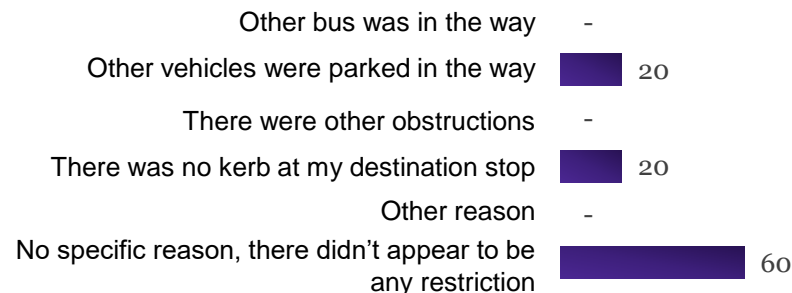 Other bus was in the way -
Other vehicles were parked in the way 20
There were other obstructions -
There was no kerb at my destination stop 20
Other reason -
No specific reason, there didn’t appear to be
any restriction 60